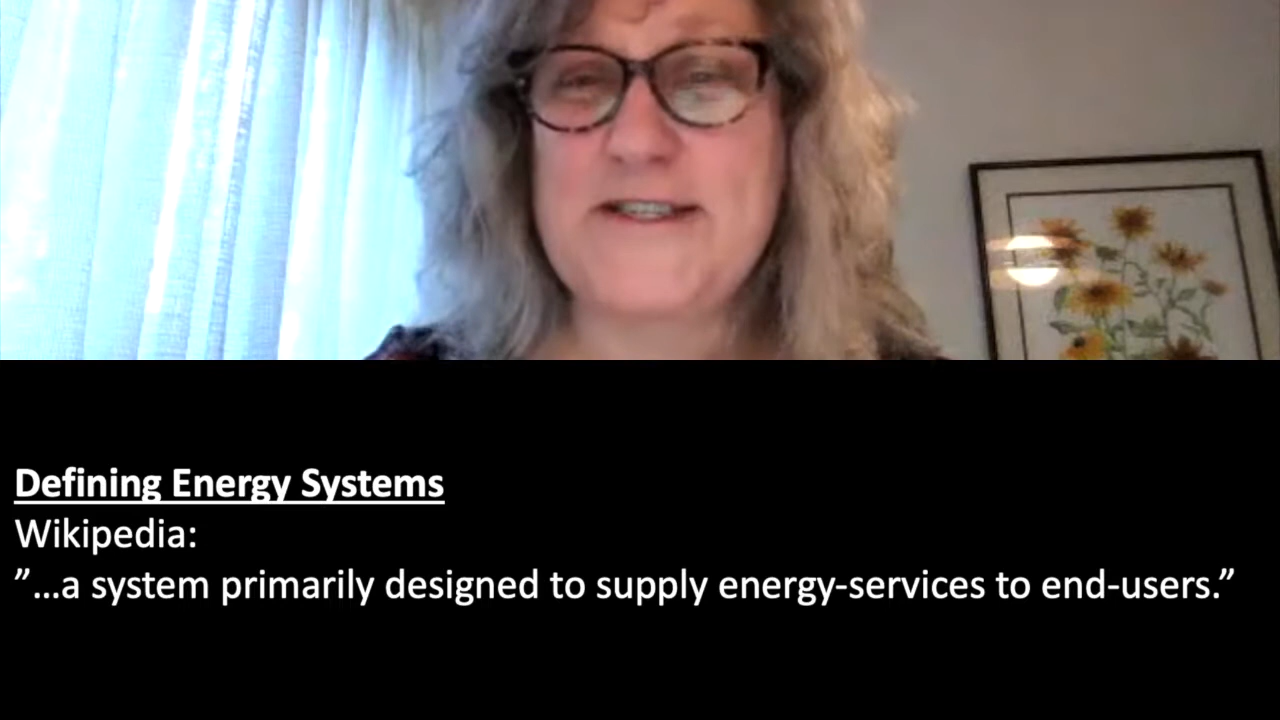 Defining Energy Systems
Wikipedia:
”…a system primarily designed to supply energy-services to end-users.”